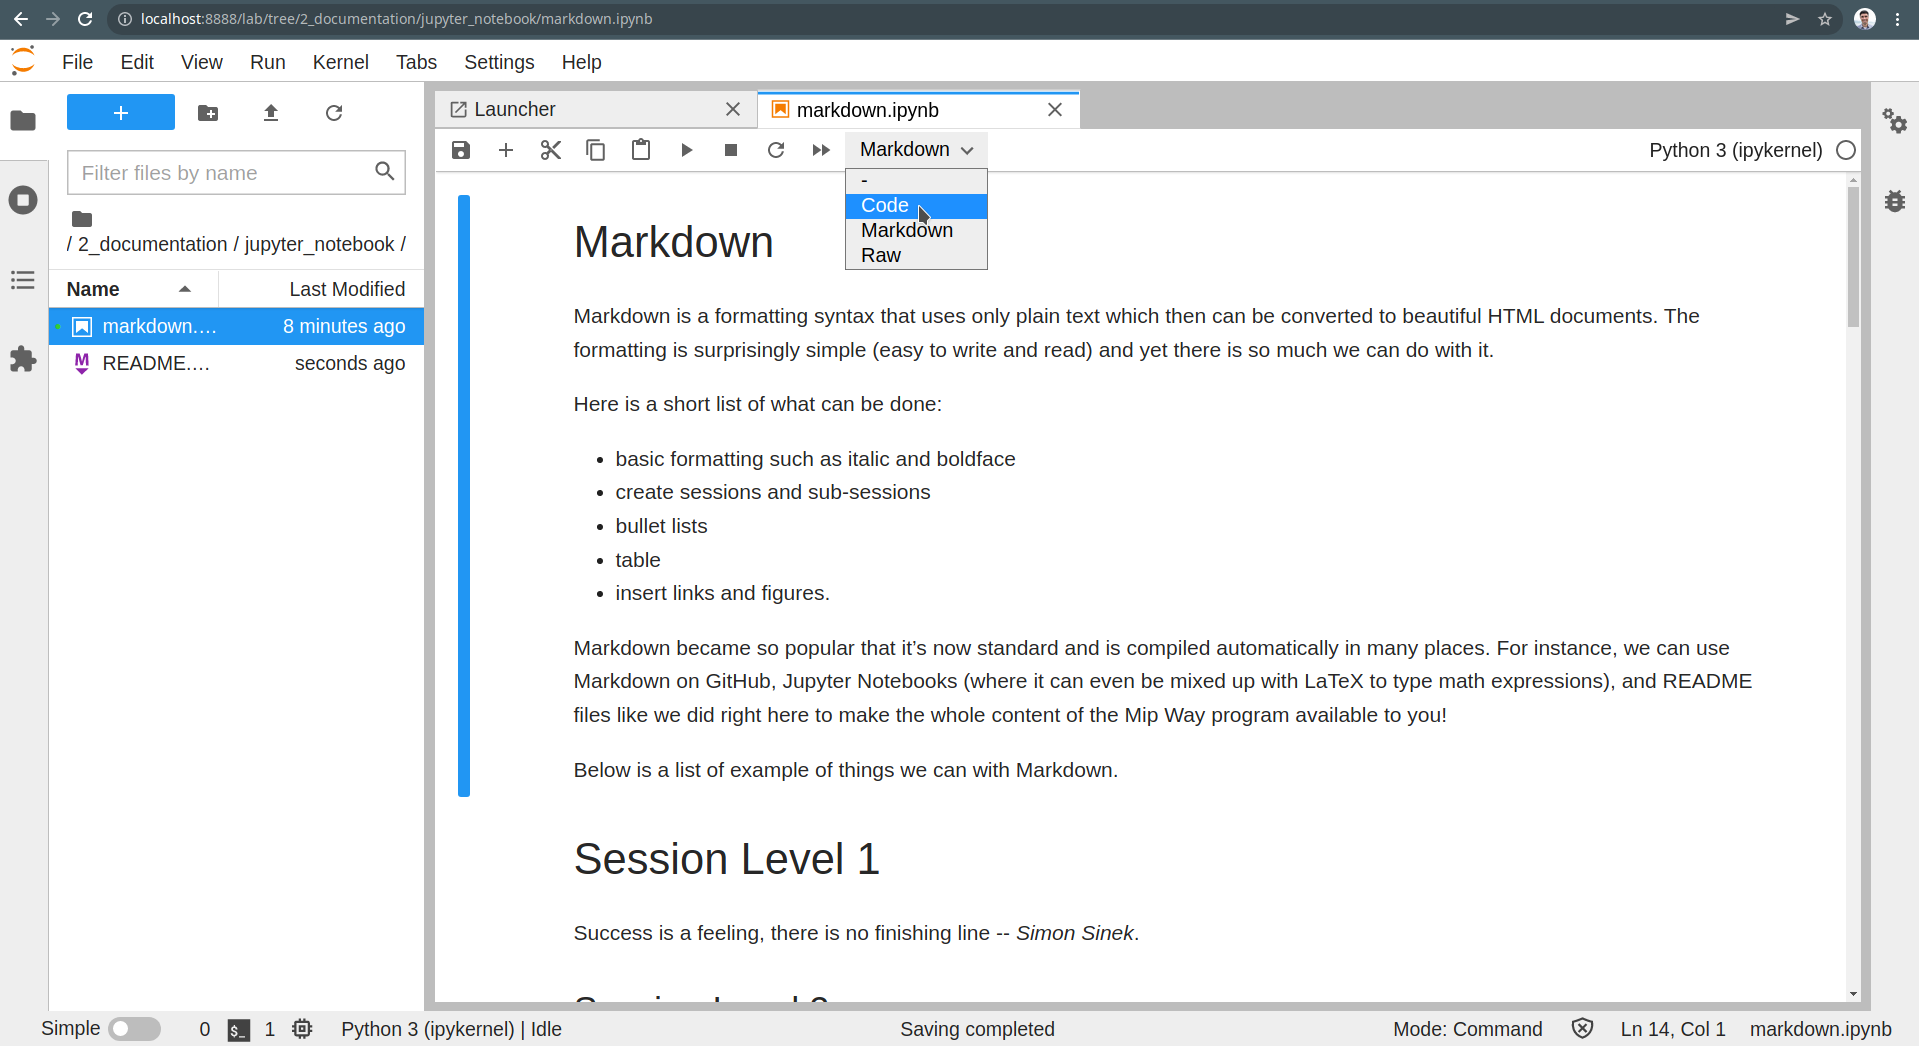 localhost:8888/lab/tree/2_documentation/jupyter_notebook/markdown.ipynb
File Edit View Run Kernel Tabs Settings Help
Launcher
markdown.ipynb
Filter files by name
/ 2_documentation / jupyter_notebook /
Name Last Modified
markdown.… 8 minutes ago
README.… seconds ago
Markdown
Python 3 (ipykernel)
-
Code
Markdown
Raw
Markdown
Markdown is a formatting syntax that uses only plain text which then can be converted to beautiful HTML documents. The
formatting is surprisingly simple (easy to write and read) and yet there is so much we can do with it.
Here is a short list of what can be done:
• basic formatting such as italic and boldface
• create sessions and sub-sessions
• bullet lists
• table
• insert links and figures.
Markdown became so popular that it’s now standard and is compiled automatically in many places. For instance, we can use
Markdown on GitHub, Jupyter Notebooks (where it can even be mixed up with LaTeX to type math expressions), and README
files like we did right here to make the whole content of the Mip Way program available to you!
Below is a list of example of things we can with Markdown.
Session Level 1
Success is a feeling, there is no finishing line -- Simon Sinek.
Simple 0 $_ 1 Python 3 (ipykernel) | Idle Saving completed Mode: Command Ln 14, Col 1 markdown.ipynb